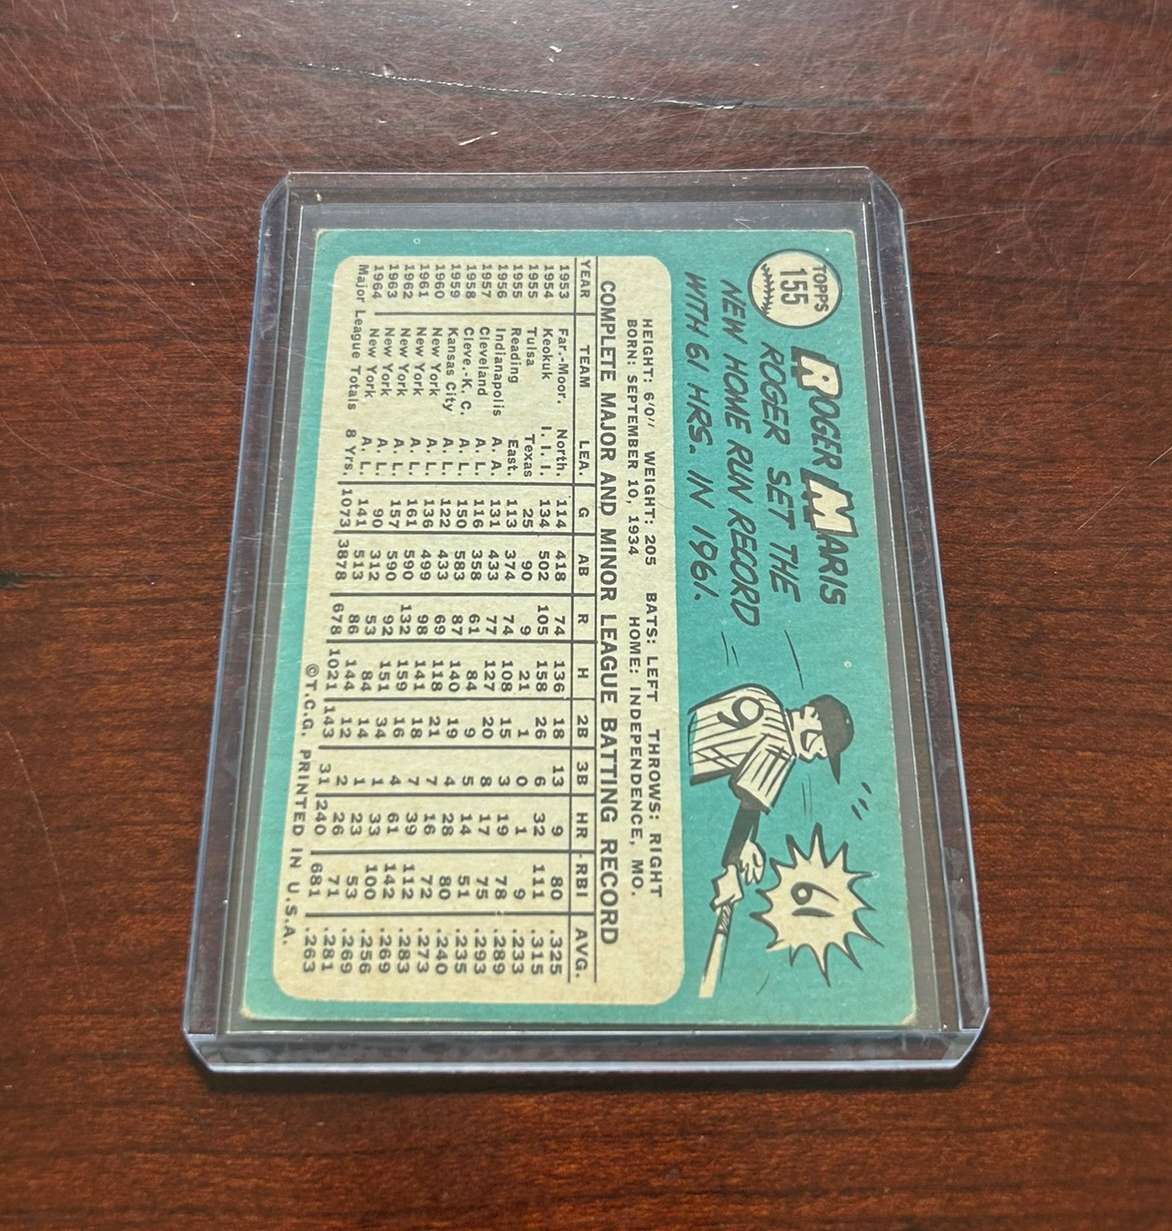 TOPPS
155
ROGER MARIS
ROGER SET THE
NEW HOME RUN RECORD
WITH 61 HRS. IN 1961.
9
61
HEIGHT: 6'0" WEIGHT: 205 BATS: LEFT THROWS: RIGHT
BORN: SEPTEMBER 10, 1934 HOME: INDEPENDENCE, MO.
COMPLETE MAJOR AND MINOR LEAGUE BATTING RECORD
YEAR TEAM LEA. G AB R H 2B 3B HR RBI AVG.
1953 Far.-Moor. North. 114 418 74 136 18 13 9 80 .325
1954 Keokuk I. I. I. 134 502 105 158 26 6 32 111 .315
1955 Tulsa Texas 25 90 9 21 1 0 1 9 .233
1955 Reading East. 113 374 74 108 15 3 19 78 .289
1956 Indianapolis A. A. 131 433 77 127 20 8 17 75 .293
1957 Cleveland A. L. 116 358 61 84 9 5 14 51 .235
1958 Cleve.-K. C. A. L. 150 583 87 140 19 4 28 80 .240
1959 Kansas City A. L. 122 433 69 118 21 7 16 72 .273
1960 New York A. L. 136 499 98 141 18 7 39 112 .283
1961 New York A. L. 161 590 132 159 16 4 61 142 .269
1962 New York A. L. 157 590 92 151 34 1 33 100 .256
1963 New York A. L. 90 312 53 84 14 1 23 53 .269
1964 New York A. L. 141 513 86 144 12 2 26 71 .281
Major League Totals 8 Yrs. 1073 3878 678 1021 143 31 240 681 .263
©T.C.G. PRINTED IN U.S.A.